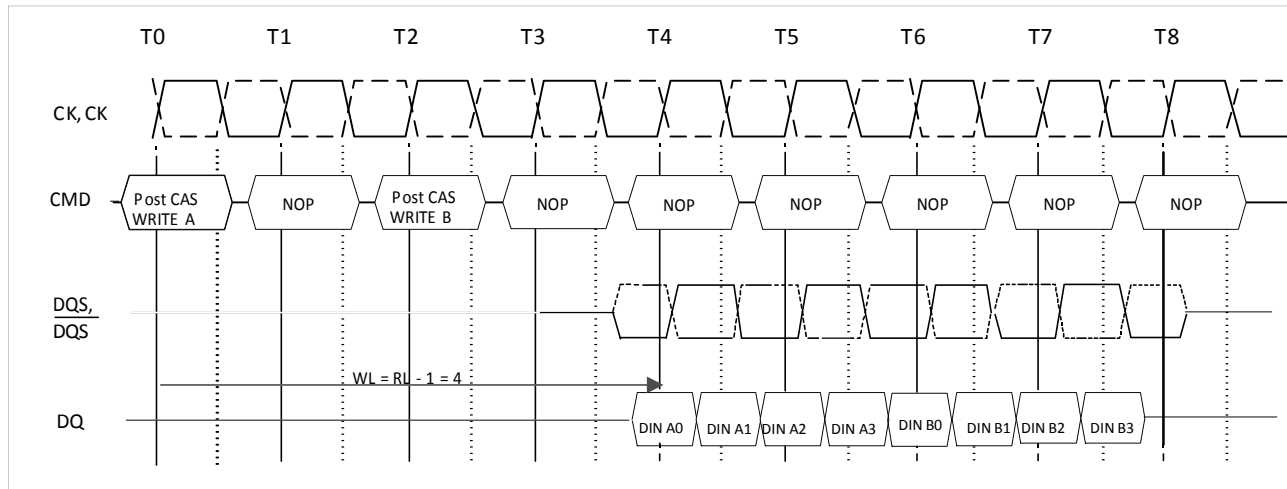 T0 T1 T2 T3 T4 T5 T6 T7 T8
CK, CK
CMD
Post CAS
WRITE A
NOP
Post CAS
WRITE B
NOP
NOP
NOP
NOP
NOP
NOP
DQS,
DQS
WL = RL - 1 = 4
DQ
DIN A0 DIN A1 DIN A2 DIN A3 DIN B0 DIN B1 DIN B2 DIN B3